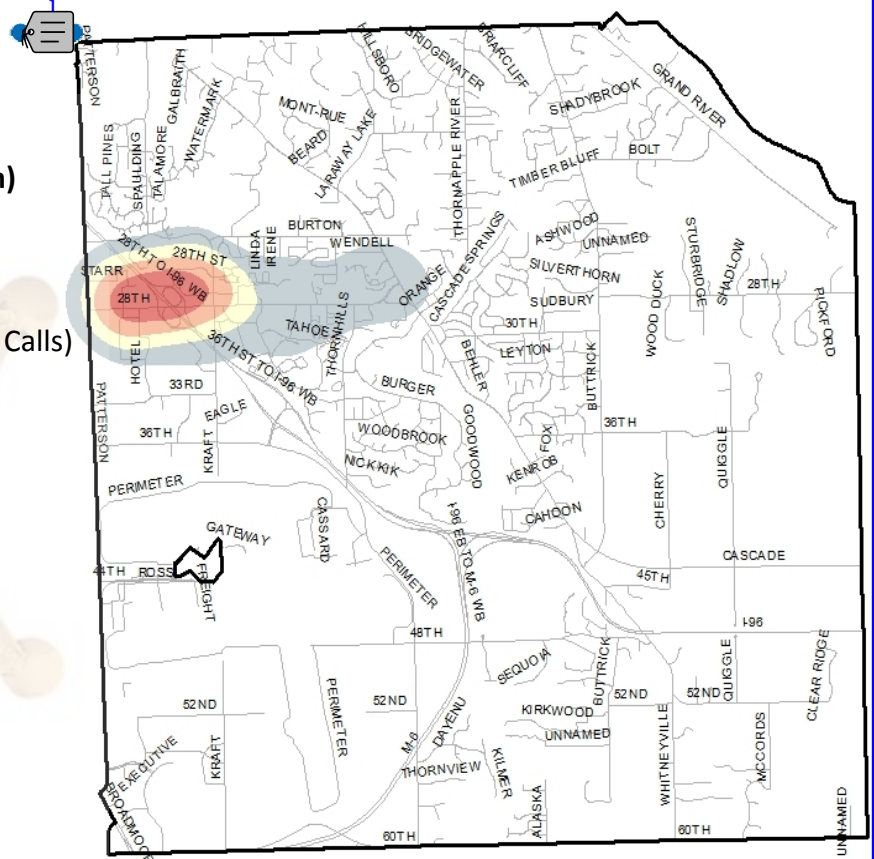 1
PATTERSON
HILLSBORO
BRIDGEWATER
BRIARCLIFF
GRAND RIVER
GALBRAITH
WATERMARK
MONT-RUE
SHADYBROOK
BEARD
LARAWAY LAKE
THORNAPPLE RIVER
BOLT
TIMBER BLUFF
TALL PINES
SPAULDING
TALAMORE
n)
BURTON
WENDELL
LINDA
IRENE
ASHWOOD
UNNAMED
STURBRIDGE
SHADLOW
28TH ST
28TH TO I-96 WB
STARR
CASCADE SPRINGS
SILVERTHORN
ORANGE
28TH
28TH
SUDBURY
WOOD DUCK
PICKFORD
Calls)
TAHOE
THORNHILLS
30TH
LEYTON
BEHLER
BUTTRICK
HOTEL
36TH ST TO I-96 WB
33RD
BURGER
PATTERSON
EAGLE
GOODWOOD
36TH
KRAFT
WOODBROOK
FOX
36TH
QUIGGLE
NICKKIK
KENROB
CHERRY
PERIMETER
CASSARD
I-96 EB TO M-6 WB
CAHOON
GATEWAY
CASCADE
44TH
ROSS
FREIGHT
PERIMETER
45TH
48TH
I-96
SEQUOIA
BUTTRICK
QUIGGLE
CLEAR RIDGE
52ND
PERIMETER
52ND
52ND
52ND
DAYENU
KIRKWOOD
UNNAMED
WHITNEYVILLE
MCCORDS
M-6
EXECUTIVE
KRAFT
THORNVIEW
KILMER
ALASKA
UNNAMED
BROADMOO
60TH
60TH